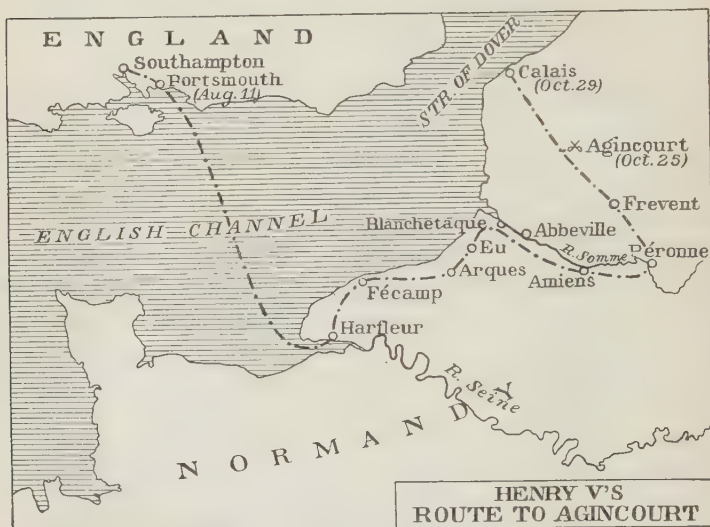 ENGLAND
Southampton
Portsmouth
(Aug. 11)
STR OF DOVER
Calais
(Oct. 29)
Agincourt
(Oct. 25)
Frevent
ENGLISH CHANNEL
Blanchetaque
Abbeville
R. Somme
Péronne
Eu
Amiens
Arques
Fécamp
Harfleur
R. Seine
NORMANDY
HENRY V'S
ROUTE TO AGINCOURT